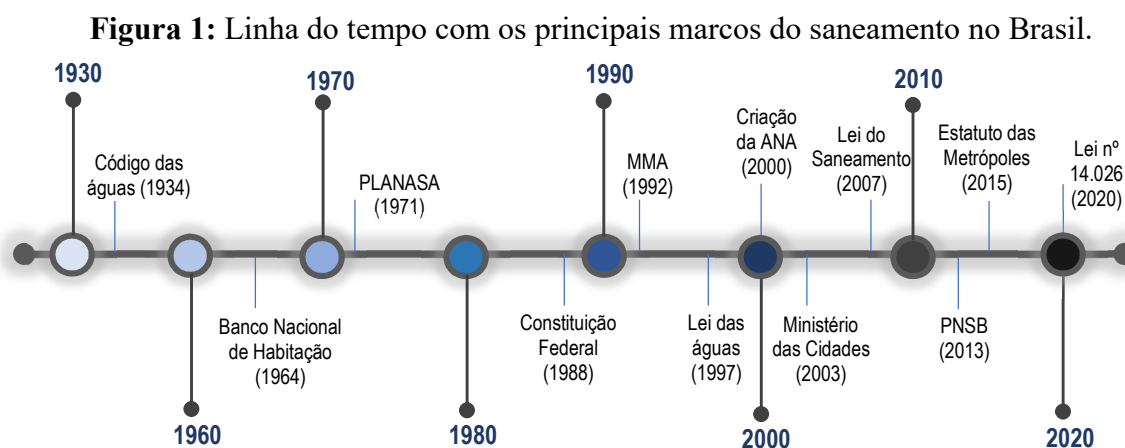 Figura 1: Linha do tempo com os principais marcos do saneamento no Brasil.
1930
1970
1990
2010
Código das
águas (1934)
PLANASA
(1971)
MMA
(1992)
Criação
da ANA
(2000)
Lei do
Saneamento
(2007)
Estatuto das
Metrópoles
(2015)
Lei nº
14.026
(2020)
Banco Nacional
de Habitação
(1964)
Constituição
Federal
(1988)
Lei das
águas
(1997)
Ministério
das Cidades
(2003)
PNSB
(2013)
1960
1980
2000
2020